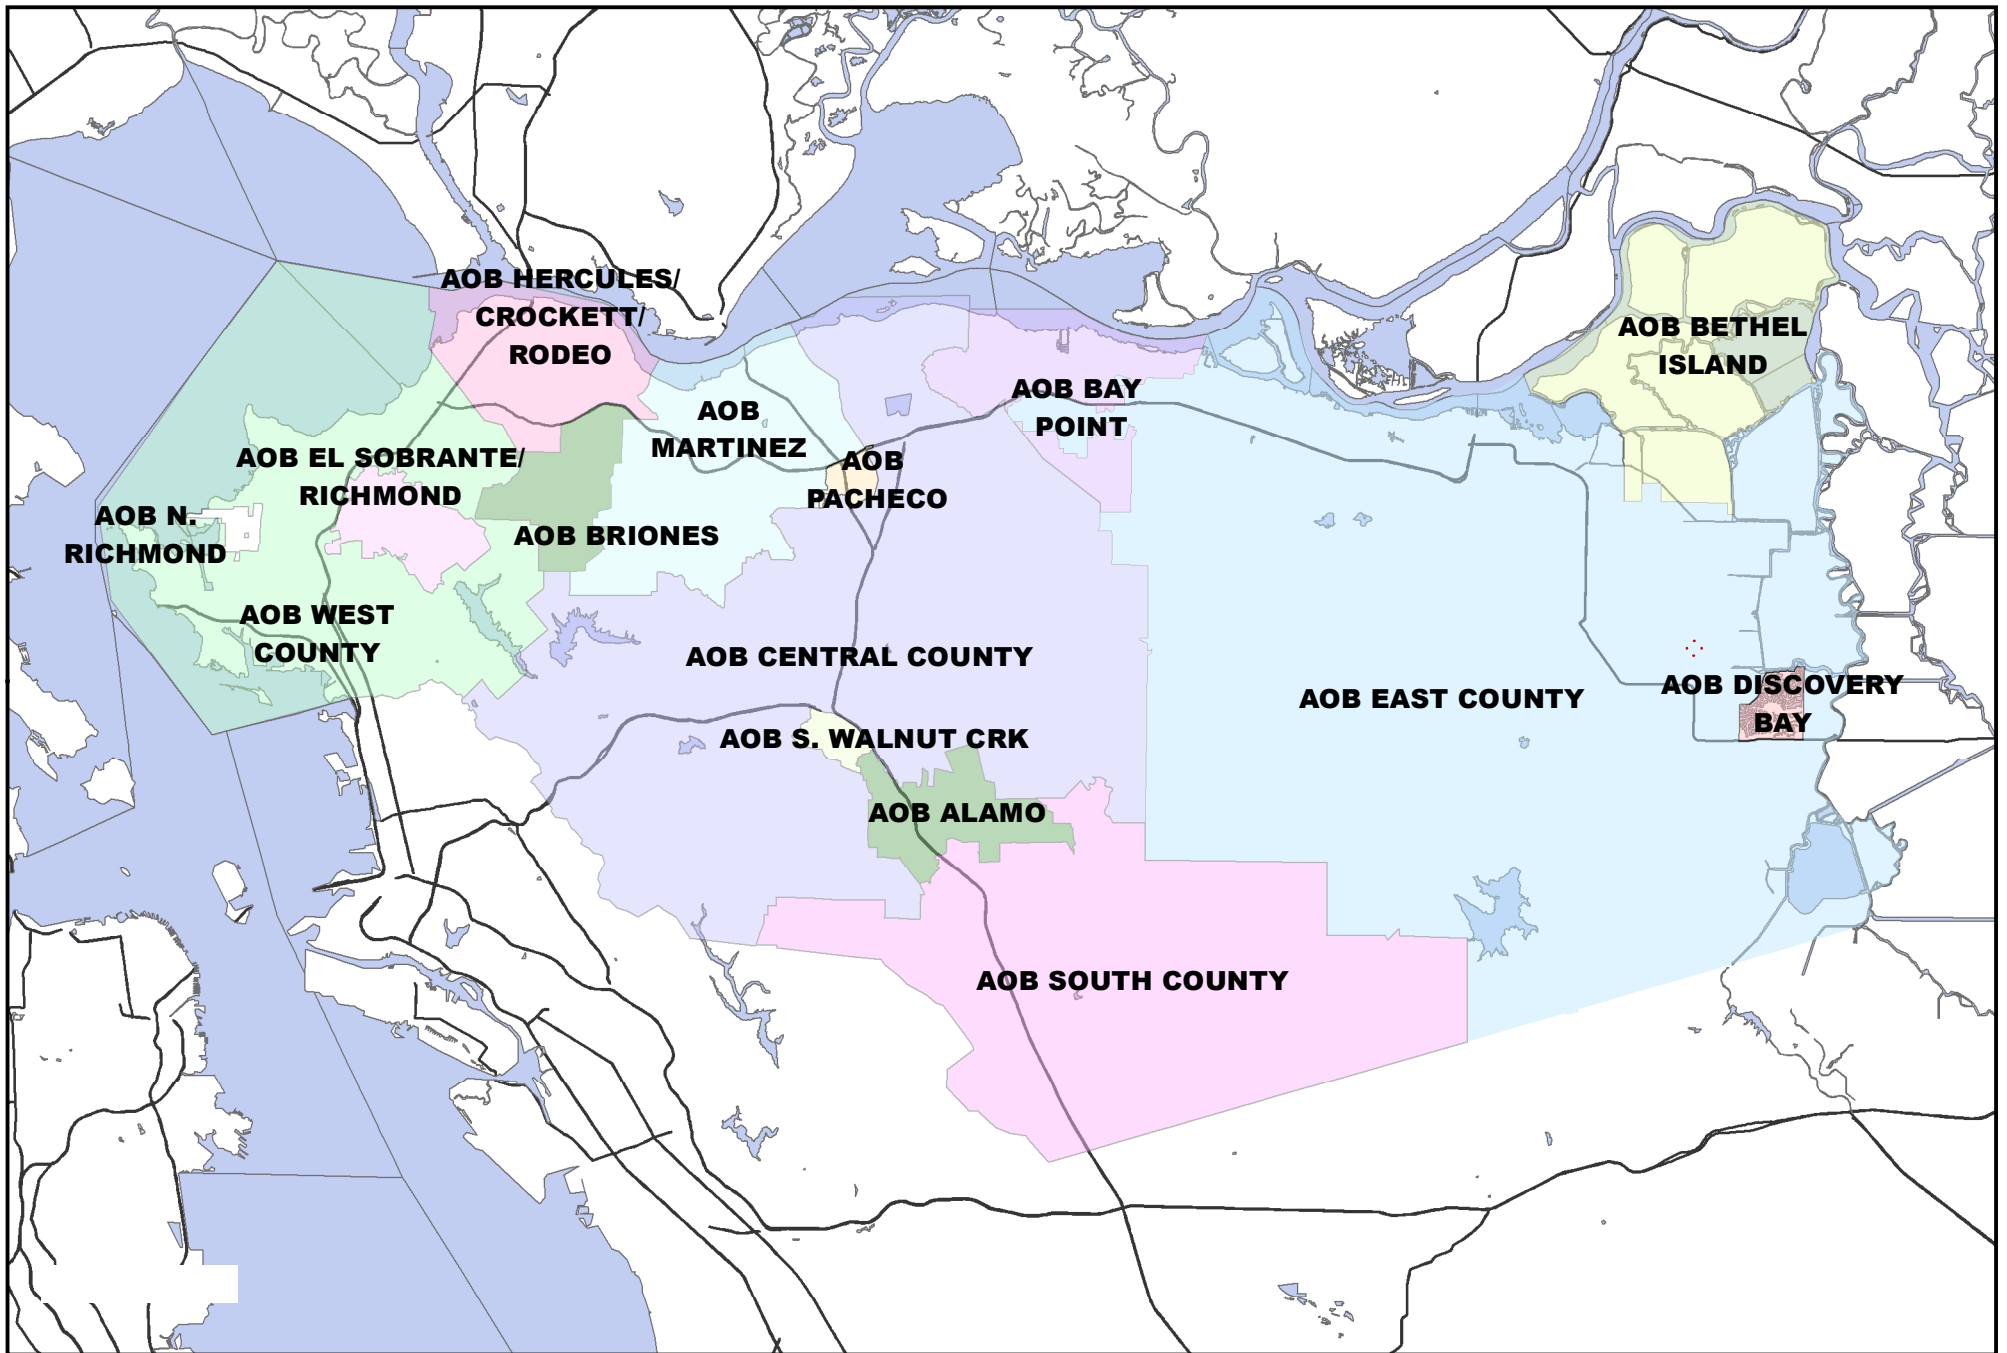 AOB HERCULES/
CROCKETT/
RODEO
AOB BETHEL
ISLAND
AOB BAY
POINT
AOB
MARTINEZ
AOB EL SOBRANTE/
RICHMOND
AOB
PACHECO
AOB N.
RICHMOND
AOB BRIONES
AOB WEST
COUNTY
AOB CENTRAL COUNTY
AOB EAST COUNTY
AOB DISCOVERY
BAY
AOB S. WALNUT CRK
AOB ALAMO
AOB SOUTH COUNTY